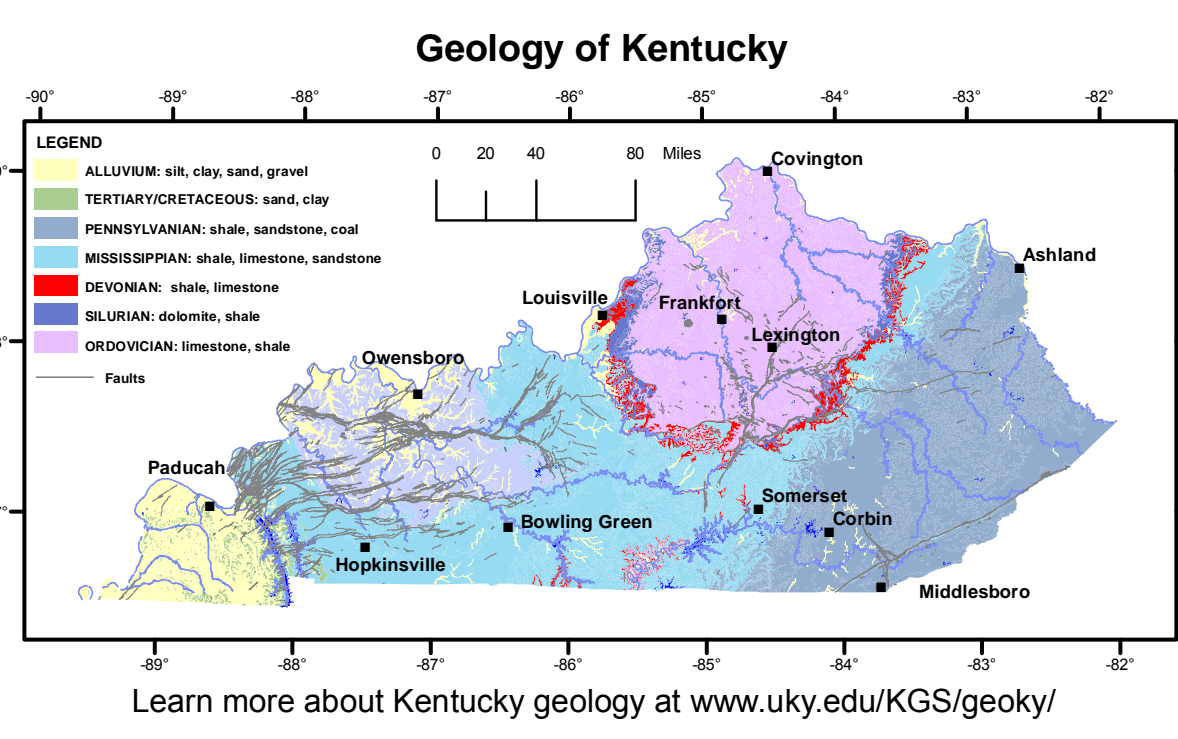 Geology of Kentucky
-90° -89° -88° -87° -86° -85° -84° -83° -82°
LEGEND
ALLUVIUM: silt, clay, sand, gravel
TERTIARY/CRETACEOUS: sand, clay
PENNSYLVANIAN: shale, sandstone, coal
MISSISSIPPIAN: shale, limestone, sandstone
DEVONIAN: shale, limestone
SILURIAN: dolomite, shale
ORDOVICIAN: limestone, shale
Faults
0 20 40 80 Miles
Covington
Ashland
Louisville
Frankfort
Lexington
Owensboro
Paducah
Somerset
Corbin
Bowling Green
Hopkinsville
Middlesboro
-89° -88° -87° -86° -85° -84° -83° -82°
Learn more about Kentucky geology at www.uky.edu/KGS/geoky/